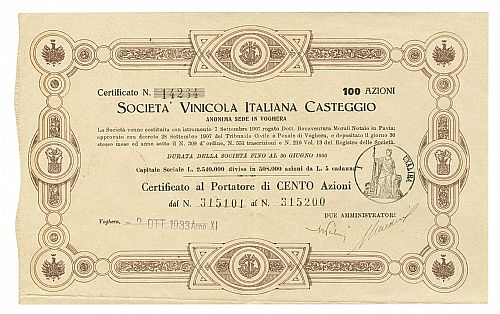 Certificato N. 14234
100 AZIONI
SOCIETA' VINICOLA ITALIANA CASTEGGIO
ANONIMA SEDE IN VOGHERA
La Società venne costituita con istromento 7 Settembre 1907 rogato Dott. Bonaventura Morali Notaio in Pavia;
approvato con decreto 28 Settembre 1907 del Tribunale Civile e Penale di Voghera, e depositato il giorno 30
stesso mese ed anno sotto il N. 309 d'ordine, N. 551 trascrizioni e N. 210 Vol. 13 del Registro delle Società.
DURATA DELLA SOCIETÀ FINO AL 30 GIUGNO 1950
Capitale Sociale L. 2.540.000 diviso in 508.000 azioni da L. 5 cadauna
Certificato al Portatore di CENTO Azioni
dal N. 315101 al N. 315200
Voghera, - 2 OTT. 1933 Anno XI
DUE AMMINISTRATORI: